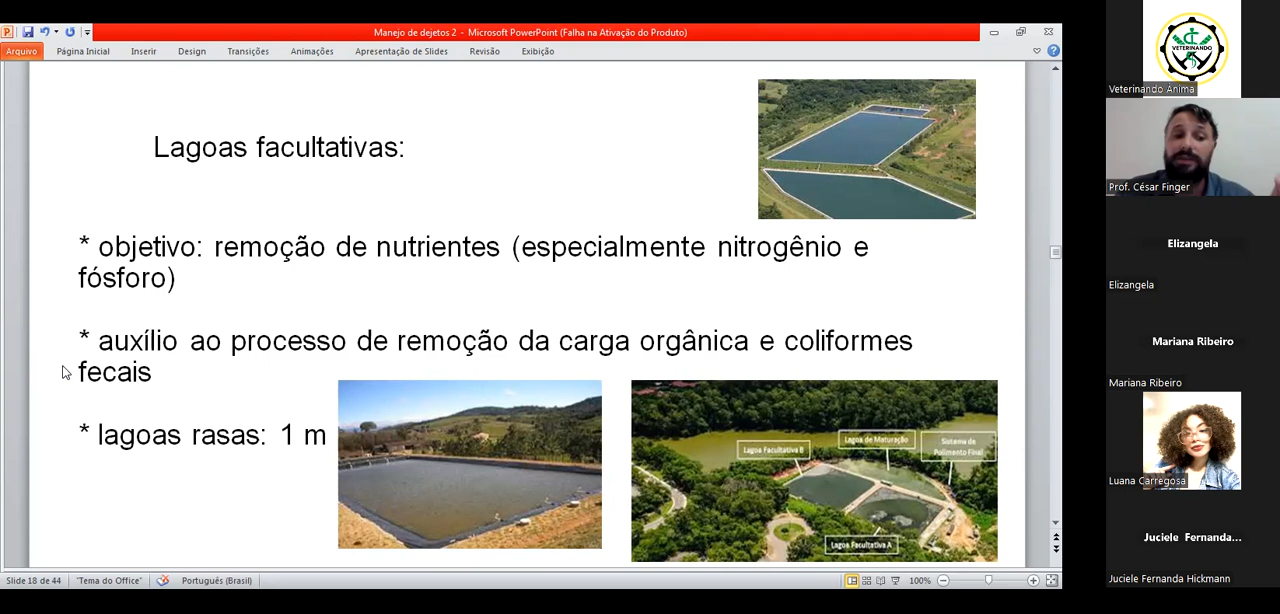 Manejo de dejetos 2 - Microsoft PowerPoint (Falha na Ativação do Produto)
Arquivo Página Inicial Inserir Design Transições Animações Apresentação de Slides Revisão Exibição
Lagoas facultativas:
* objetivo: remoção de nutrientes (especialmente nitrogênio e
fósforo)
* auxílio ao processo de remoção da carga orgânica e coliformes
fecais
* lagoas rasas: 1 m
Lagoa Facultativa B
Lagoa de Maturação
Sistema de
Polimento Final
Lagoa Facultativa A
Slide 18 de 44 "Tema do Office" Português (Brasil) 100%
VETERINANDO
Veterinando Ânima
Prof. César Finger
Elizangela
Elizangela
Mariana Ribeiro
Mariana Ribeiro
Luana Carregosa
Juciele Fernanda...
Juciele Fernanda Hickmann